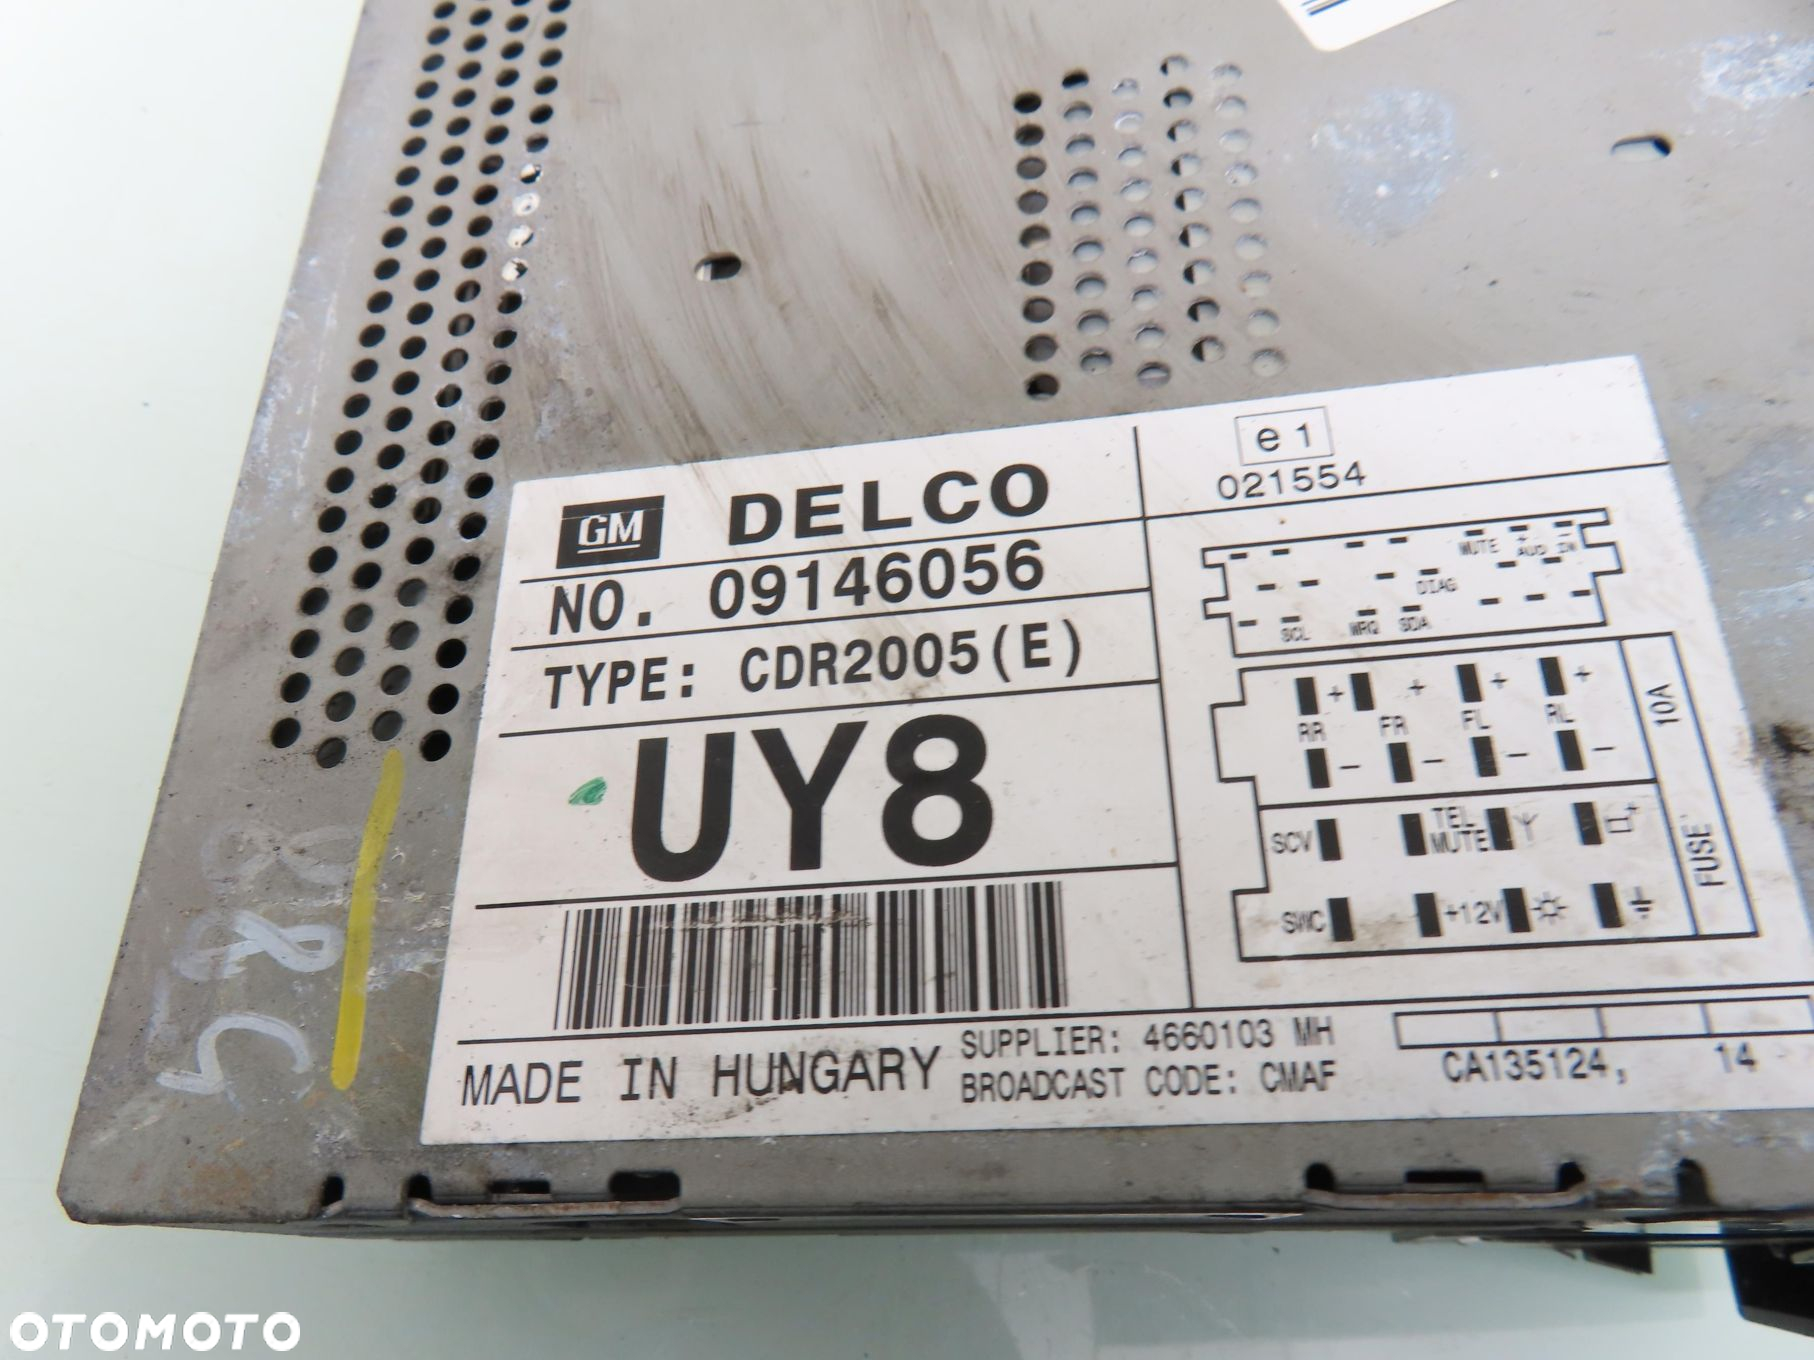 GM DELCO
NO. 09146056
TYPE: CDR2005(E)
UY8
MADE IN HUNGARY
SUPPLIER: 4660103 MH
BROADCAST CODE: CMAF
e1
021554
MUTE + AUD IN
DIAG
SCL WRQ SDA
+ + + +
RR FR FL RL
- - - -
10A
FUSE
SCV TEL MUTE +
SWC +12V
CA135124, 14
578
OTOMOTO